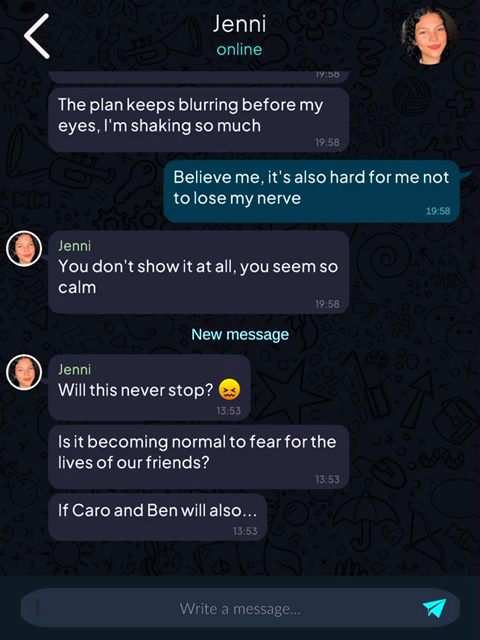 Jenni
online
19:58
The plan keeps blurring before my
eyes, I'm shaking so much
19:58
Believe me, it's also hard for me not
to lose my nerve
19:58
Jenni
You don't show it at all, you seem so
calm
19:58
New message
Jenni
Will this never stop? 😖
13:53
Is it becoming normal to fear for the
lives of our friends?
13:53
If Caro and Ben will also...
13:53
Write a message...